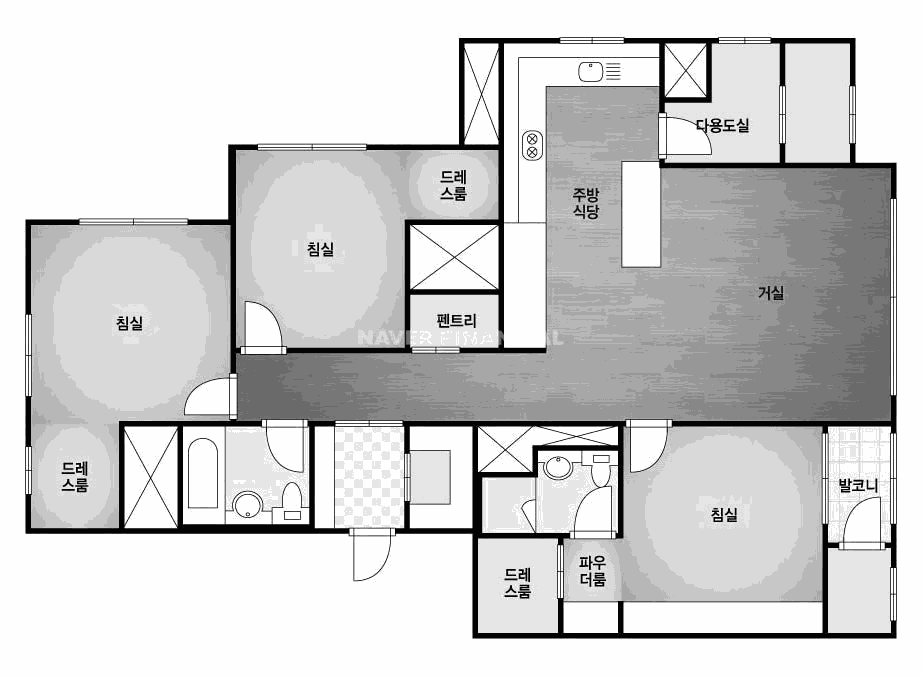 다용도실
드레
스룸
주방
식당
침실
거실
침실
펜트리
NAVER FINANCIAL
드레
스룸
발코니
침실
드레
스룸
파우
더룸